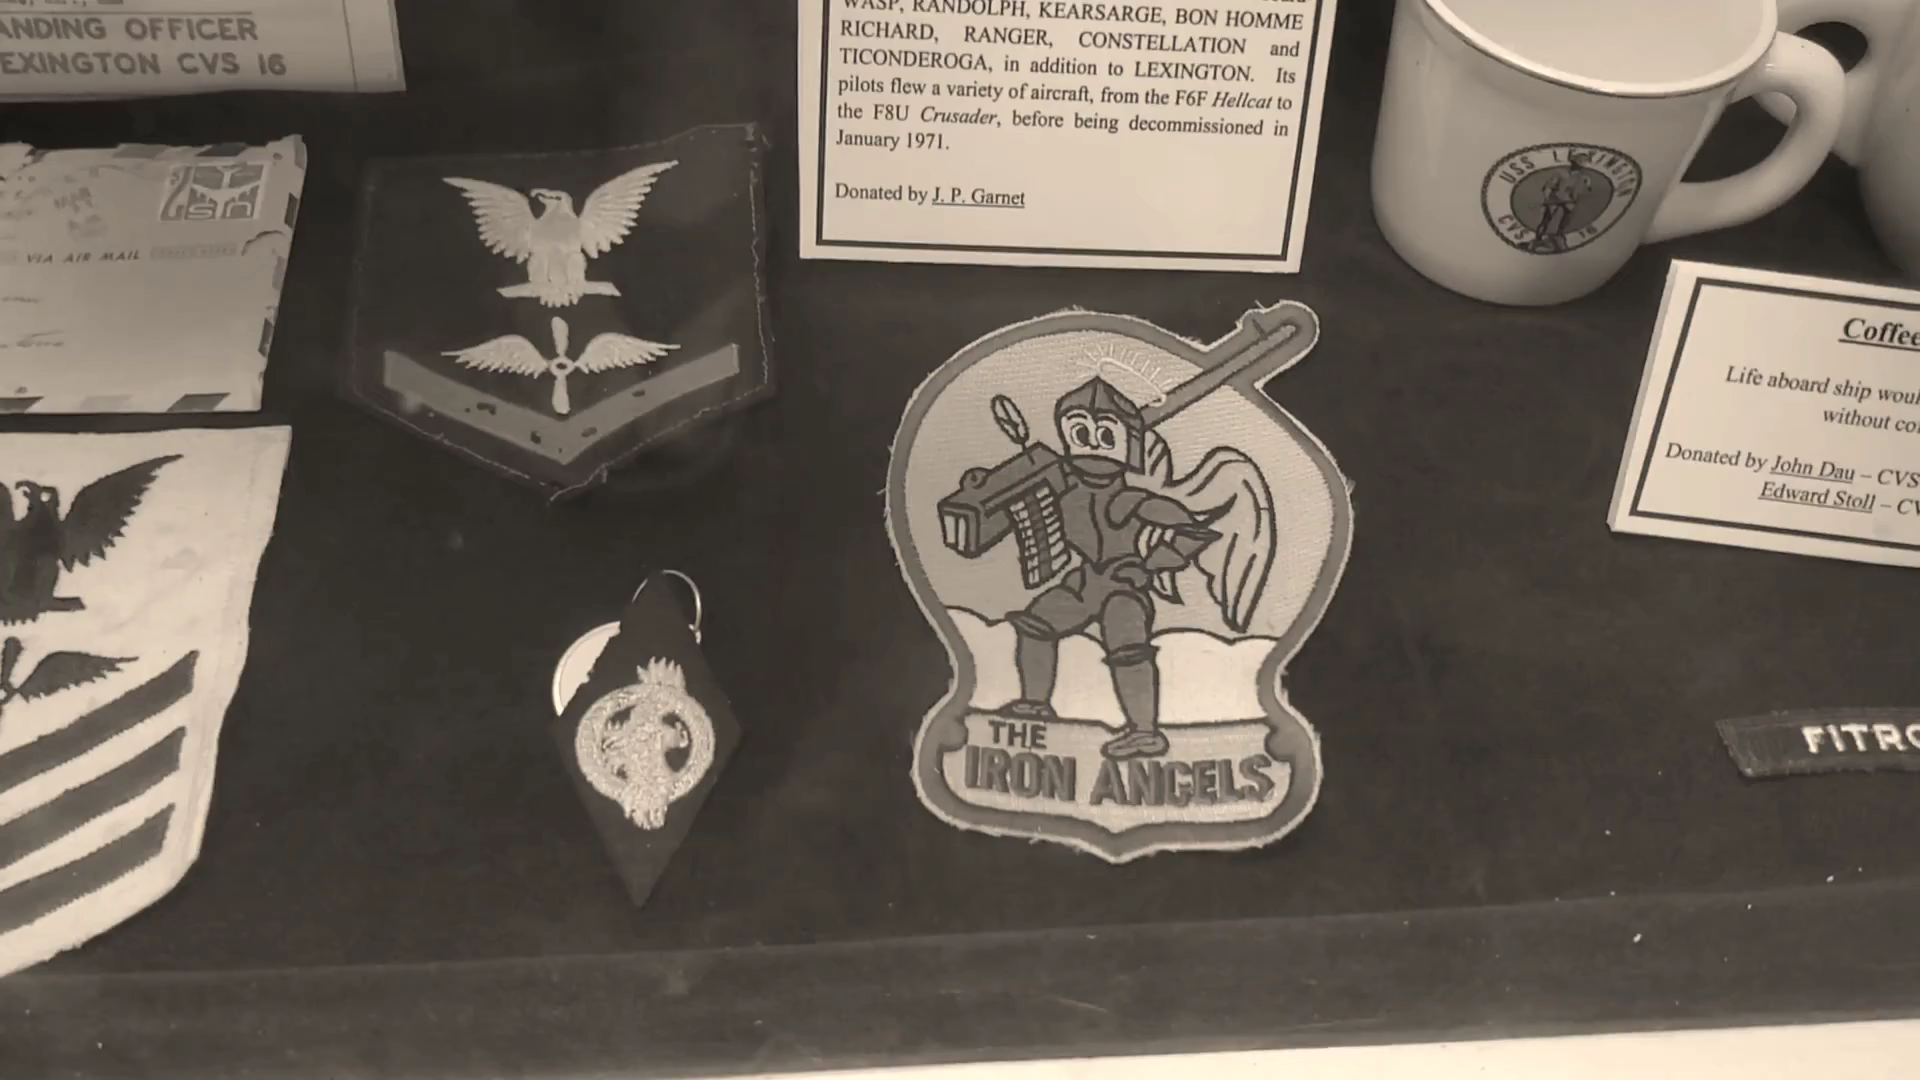 ANDING OFFICER
EXINGTON CVS 16
WASP, RANDOLPH, KEARSARGE, BON HOMME
RICHARD, RANGER, CONSTELLATION and
TICONDEROGA, in addition to LEXINGTON. Its
pilots flew a variety of aircraft, from the F6F Hellcat to
the F8U Crusader, before being decommissioned in
January 1971.
Donated by J. P. Garnet
VIA AIR MAIL
USS LEXINGTON
CVS 16
Coffee
Life aboard ship woul
without co
Donated by John Dau – CVS
Edward Stoll – CV
THE
IRON ANGELS
FITRO